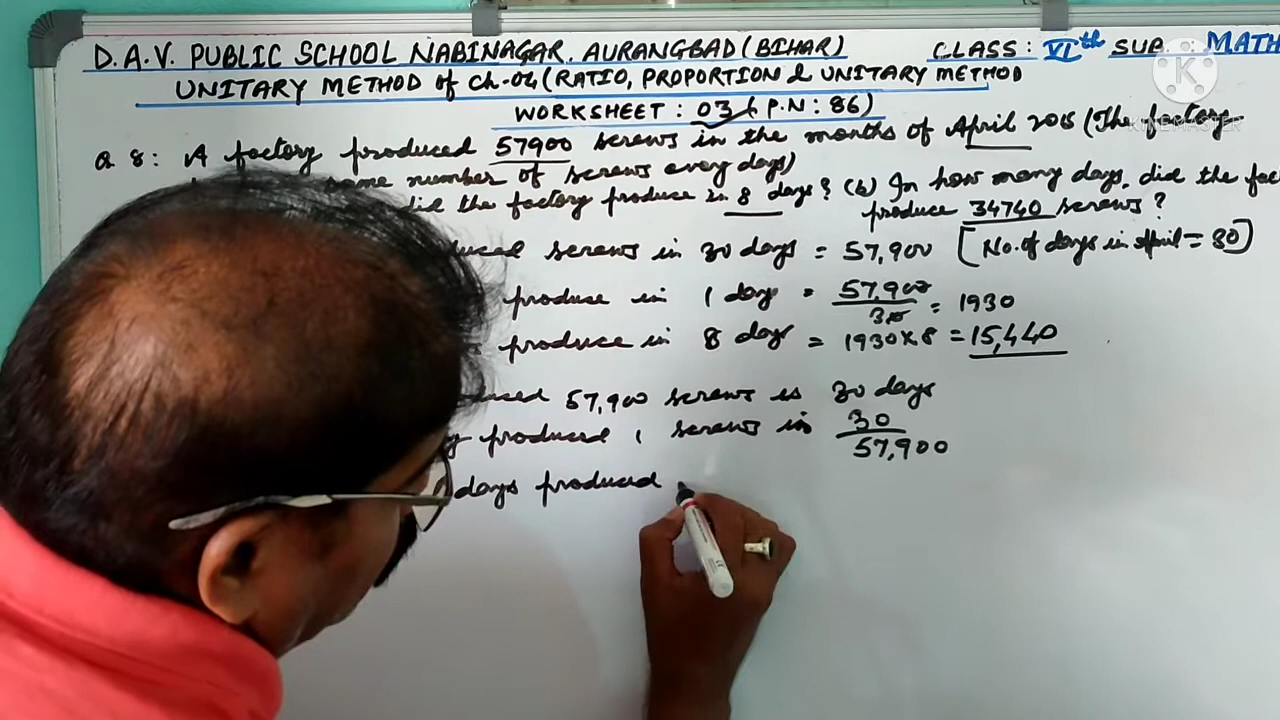 D.A.V. PUBLIC SCHOOL NABINAGAR, AURANGBAD (BIHAR) CLASS: VIth SUB : MATH
UNITARY METHOD of Ch-04 (RATIO, PROPORTION & UNITARY METHOD
WORKSHEET : 03 (P.N : 86)
Q 8: A factory produced 57900 screws in the months of April 2015 (The factory
same number of screws every days)
did the factory produce in 8 days? (b) In how many days, did the fac
produce 34740 screws?
screws in 30 days = 57,900 [No. of days in April = 30]
produce in 1 day = 57,900/30 = 1930
produce in 8 days = 1930×8 = 15,440
57,900 screws is 30 days
produced 1 screws in 30/57,900
days produced
KINEMASTER